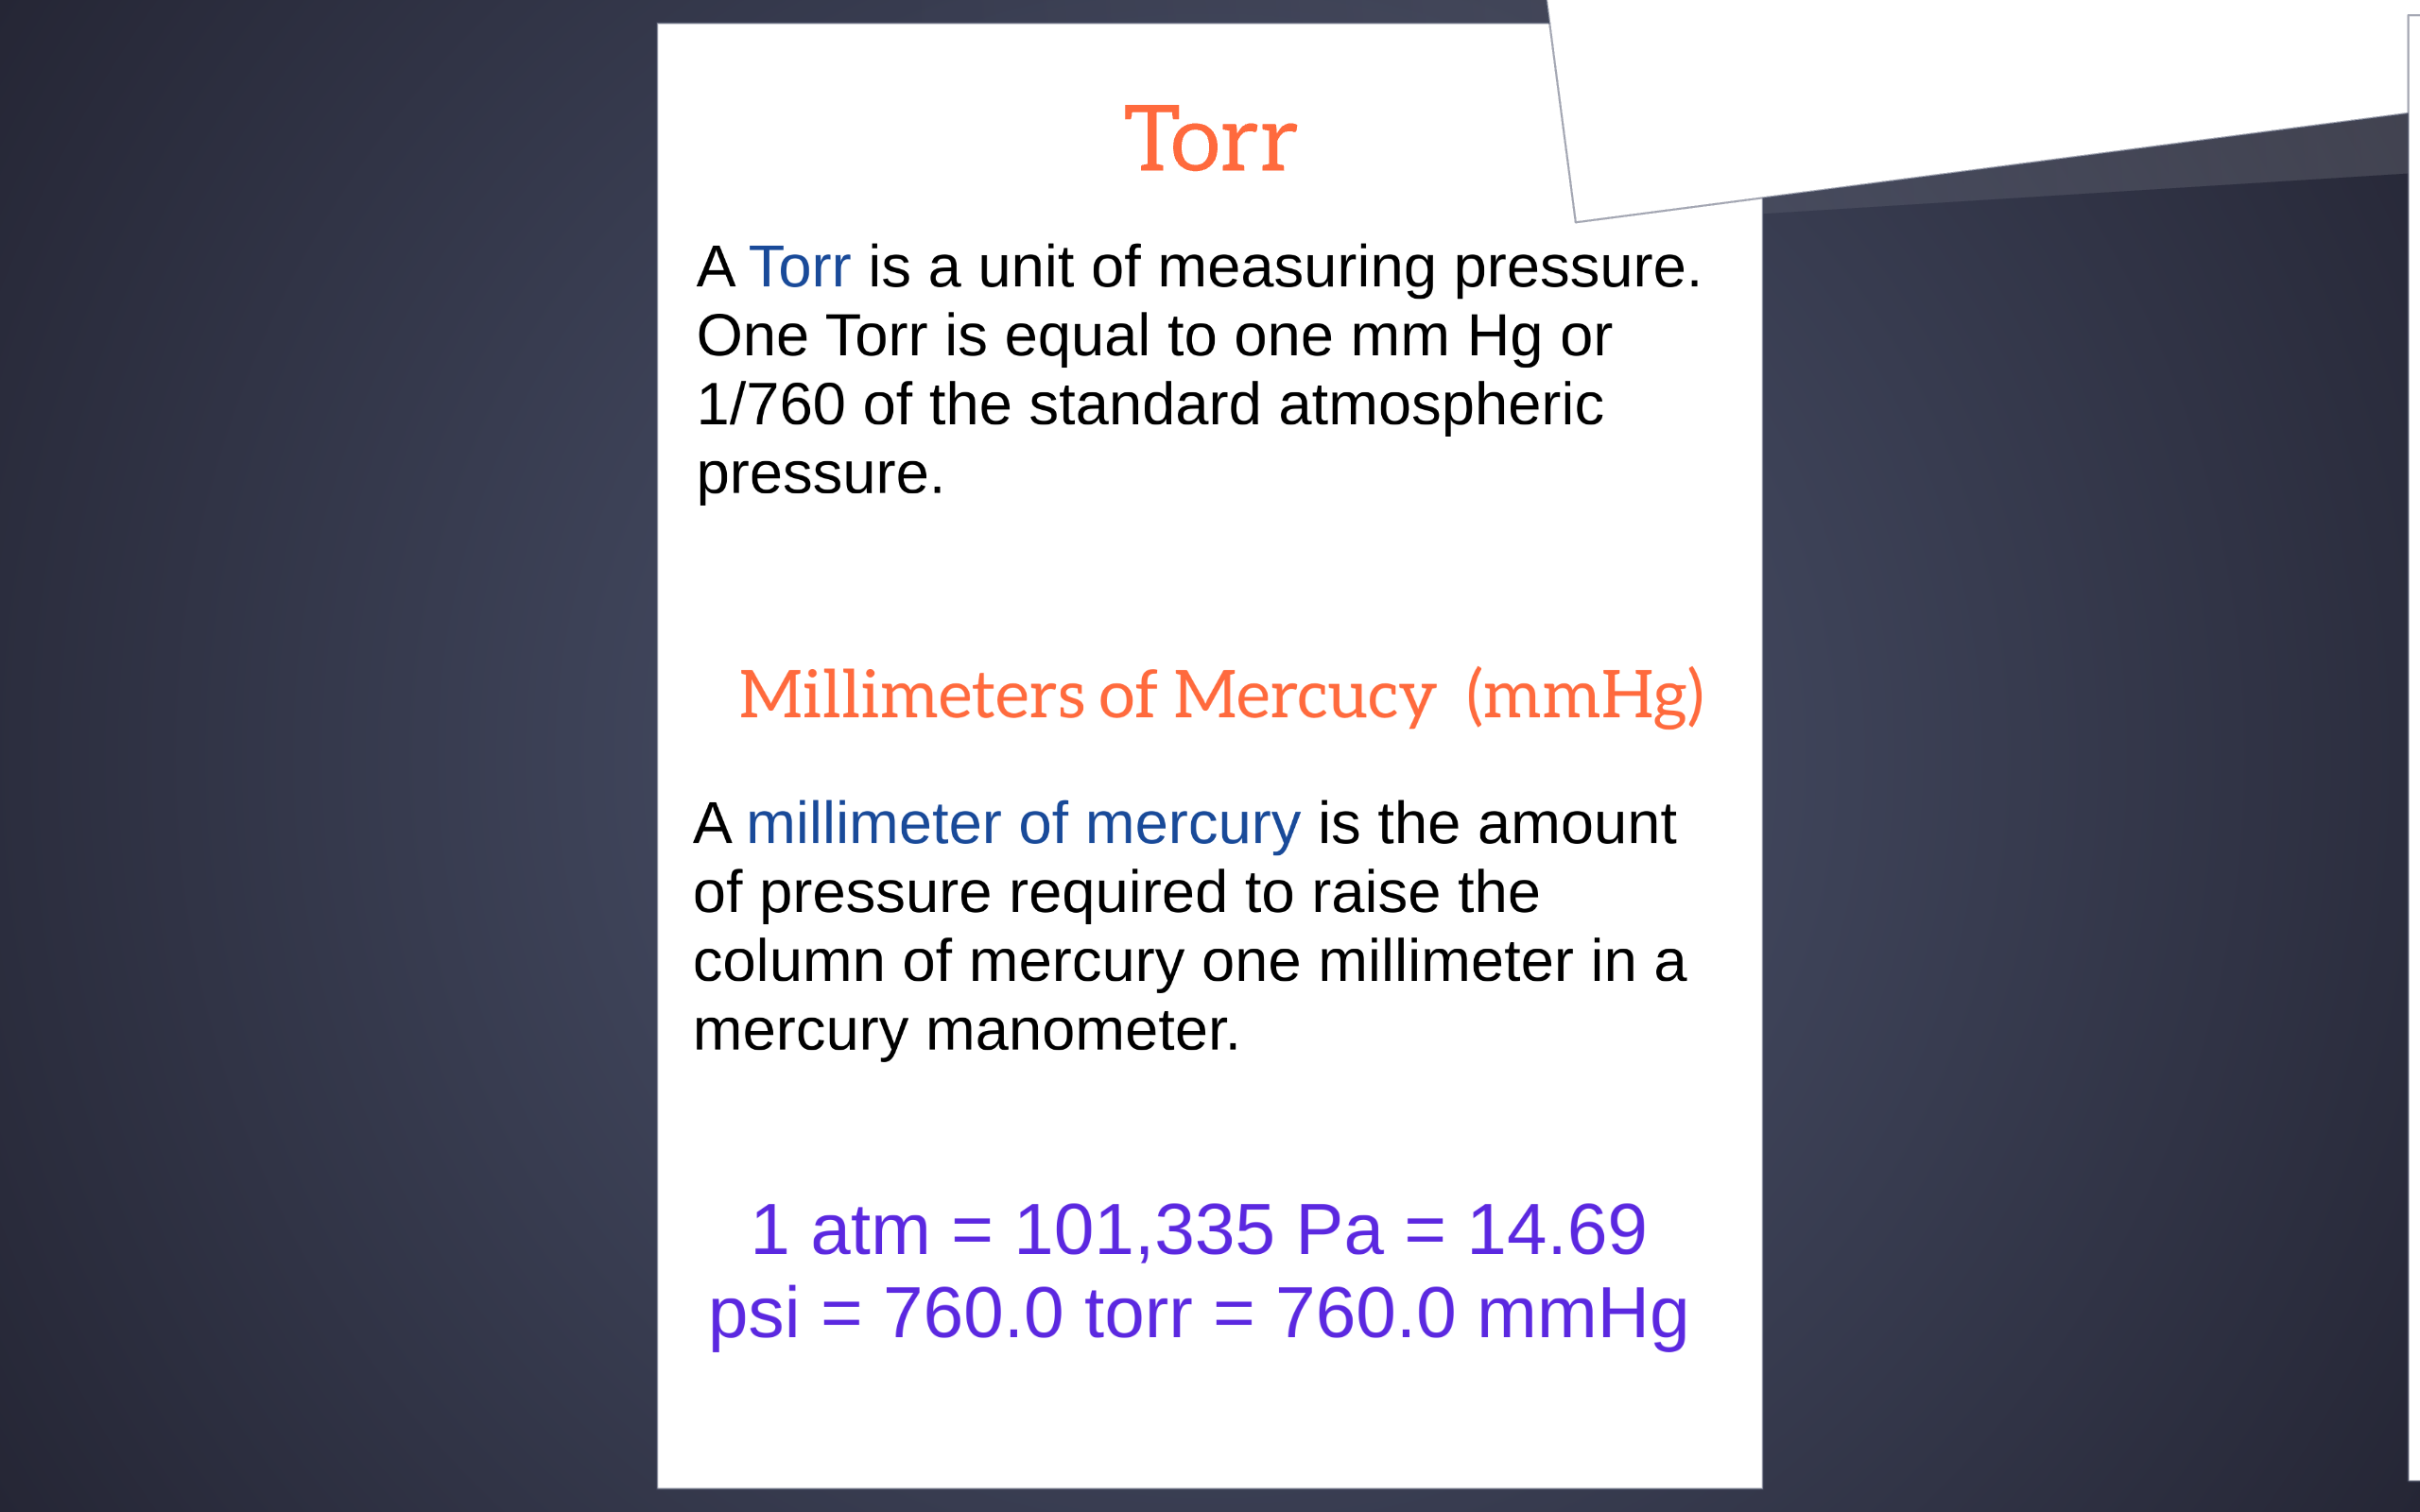 Torr
A Torr is a unit of measuring pressure.
One Torr is equal to one mm Hg or
1/760 of the standard atmospheric
pressure.
Millimeters of Mercucy (mmHg)
A millimeter of mercury is the amount
of pressure required to raise the
column of mercury one millimeter in a
mercury manometer.
1 atm = 101,335 Pa = 14.69
psi = 760.0 torr = 760.0 mmHg